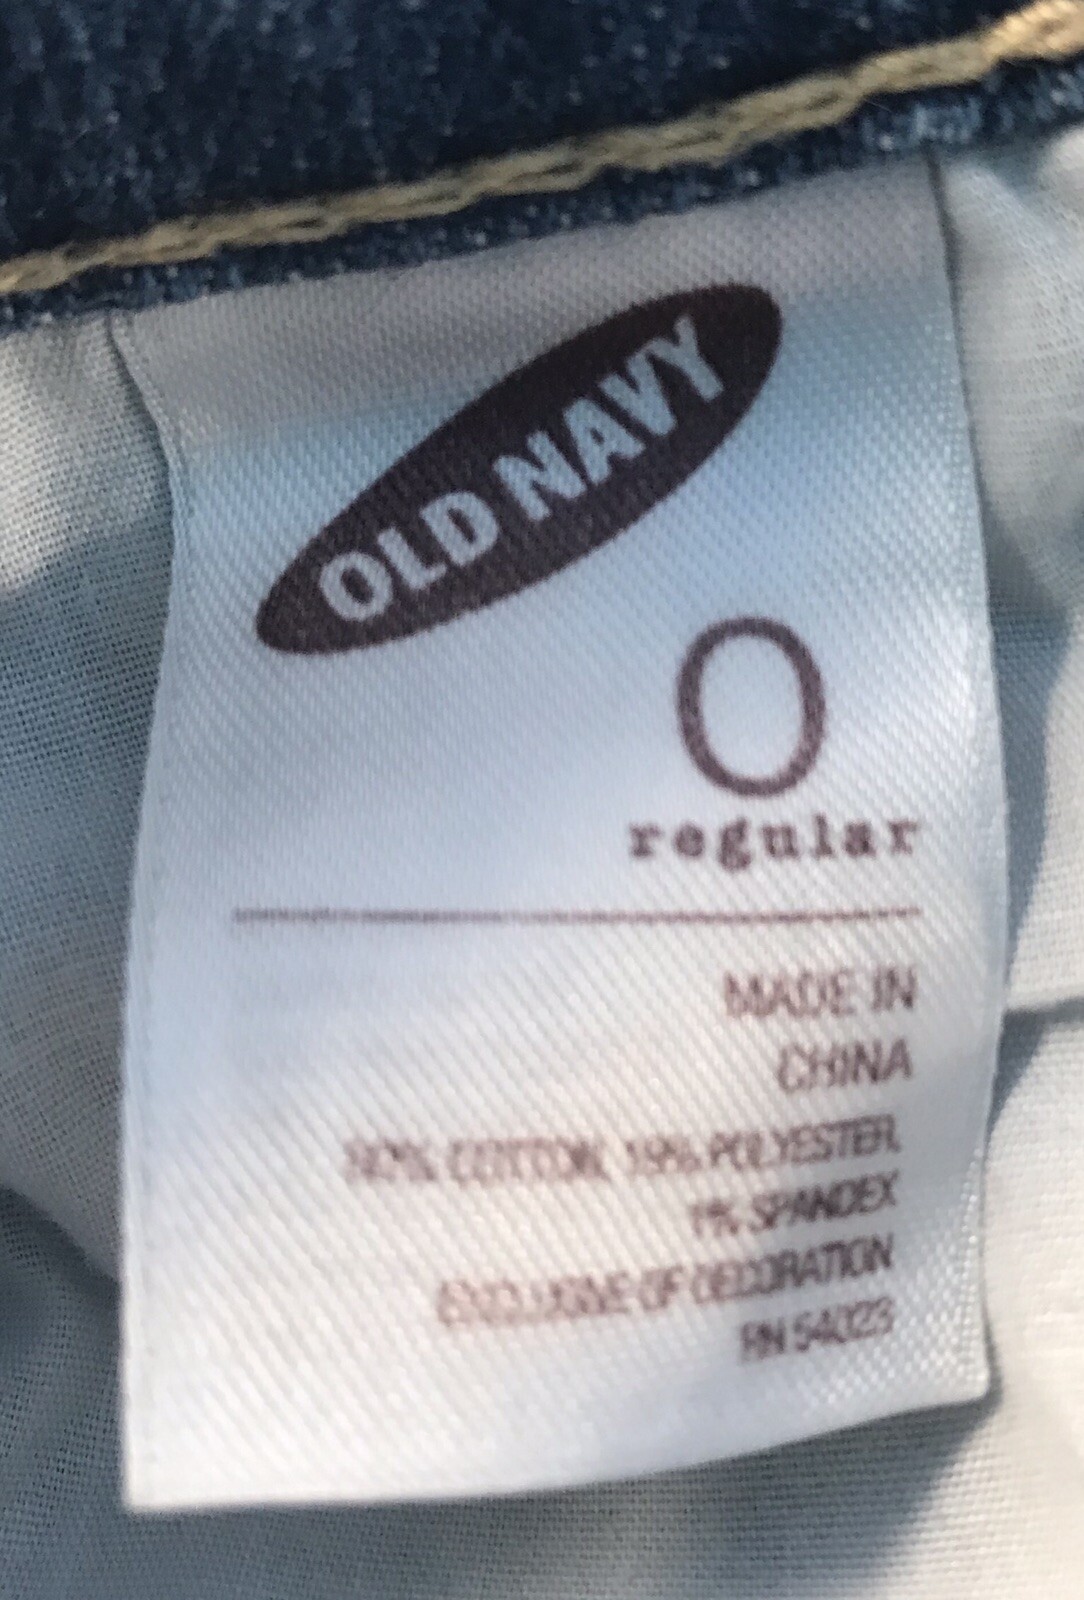 OLD NAVY
0
regular
MADE IN
CHINA
80% COTTON, 19% POLYESTER,
1% SPANDEX
EXCLUSIVE OF DECORATION
RN 54023